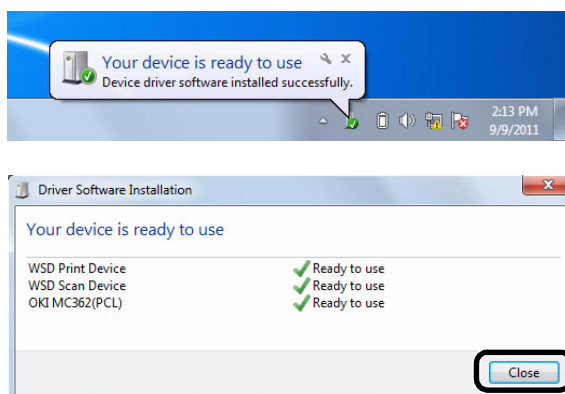 Your device is ready to use
Device driver software installed successfully.
2:13 PM
9/9/2011
Driver Software Installation
Your device is ready to use
WSD Print Device Ready to use
WSD Scan Device Ready to use
OKI MC362(PCL) Ready to use
Close